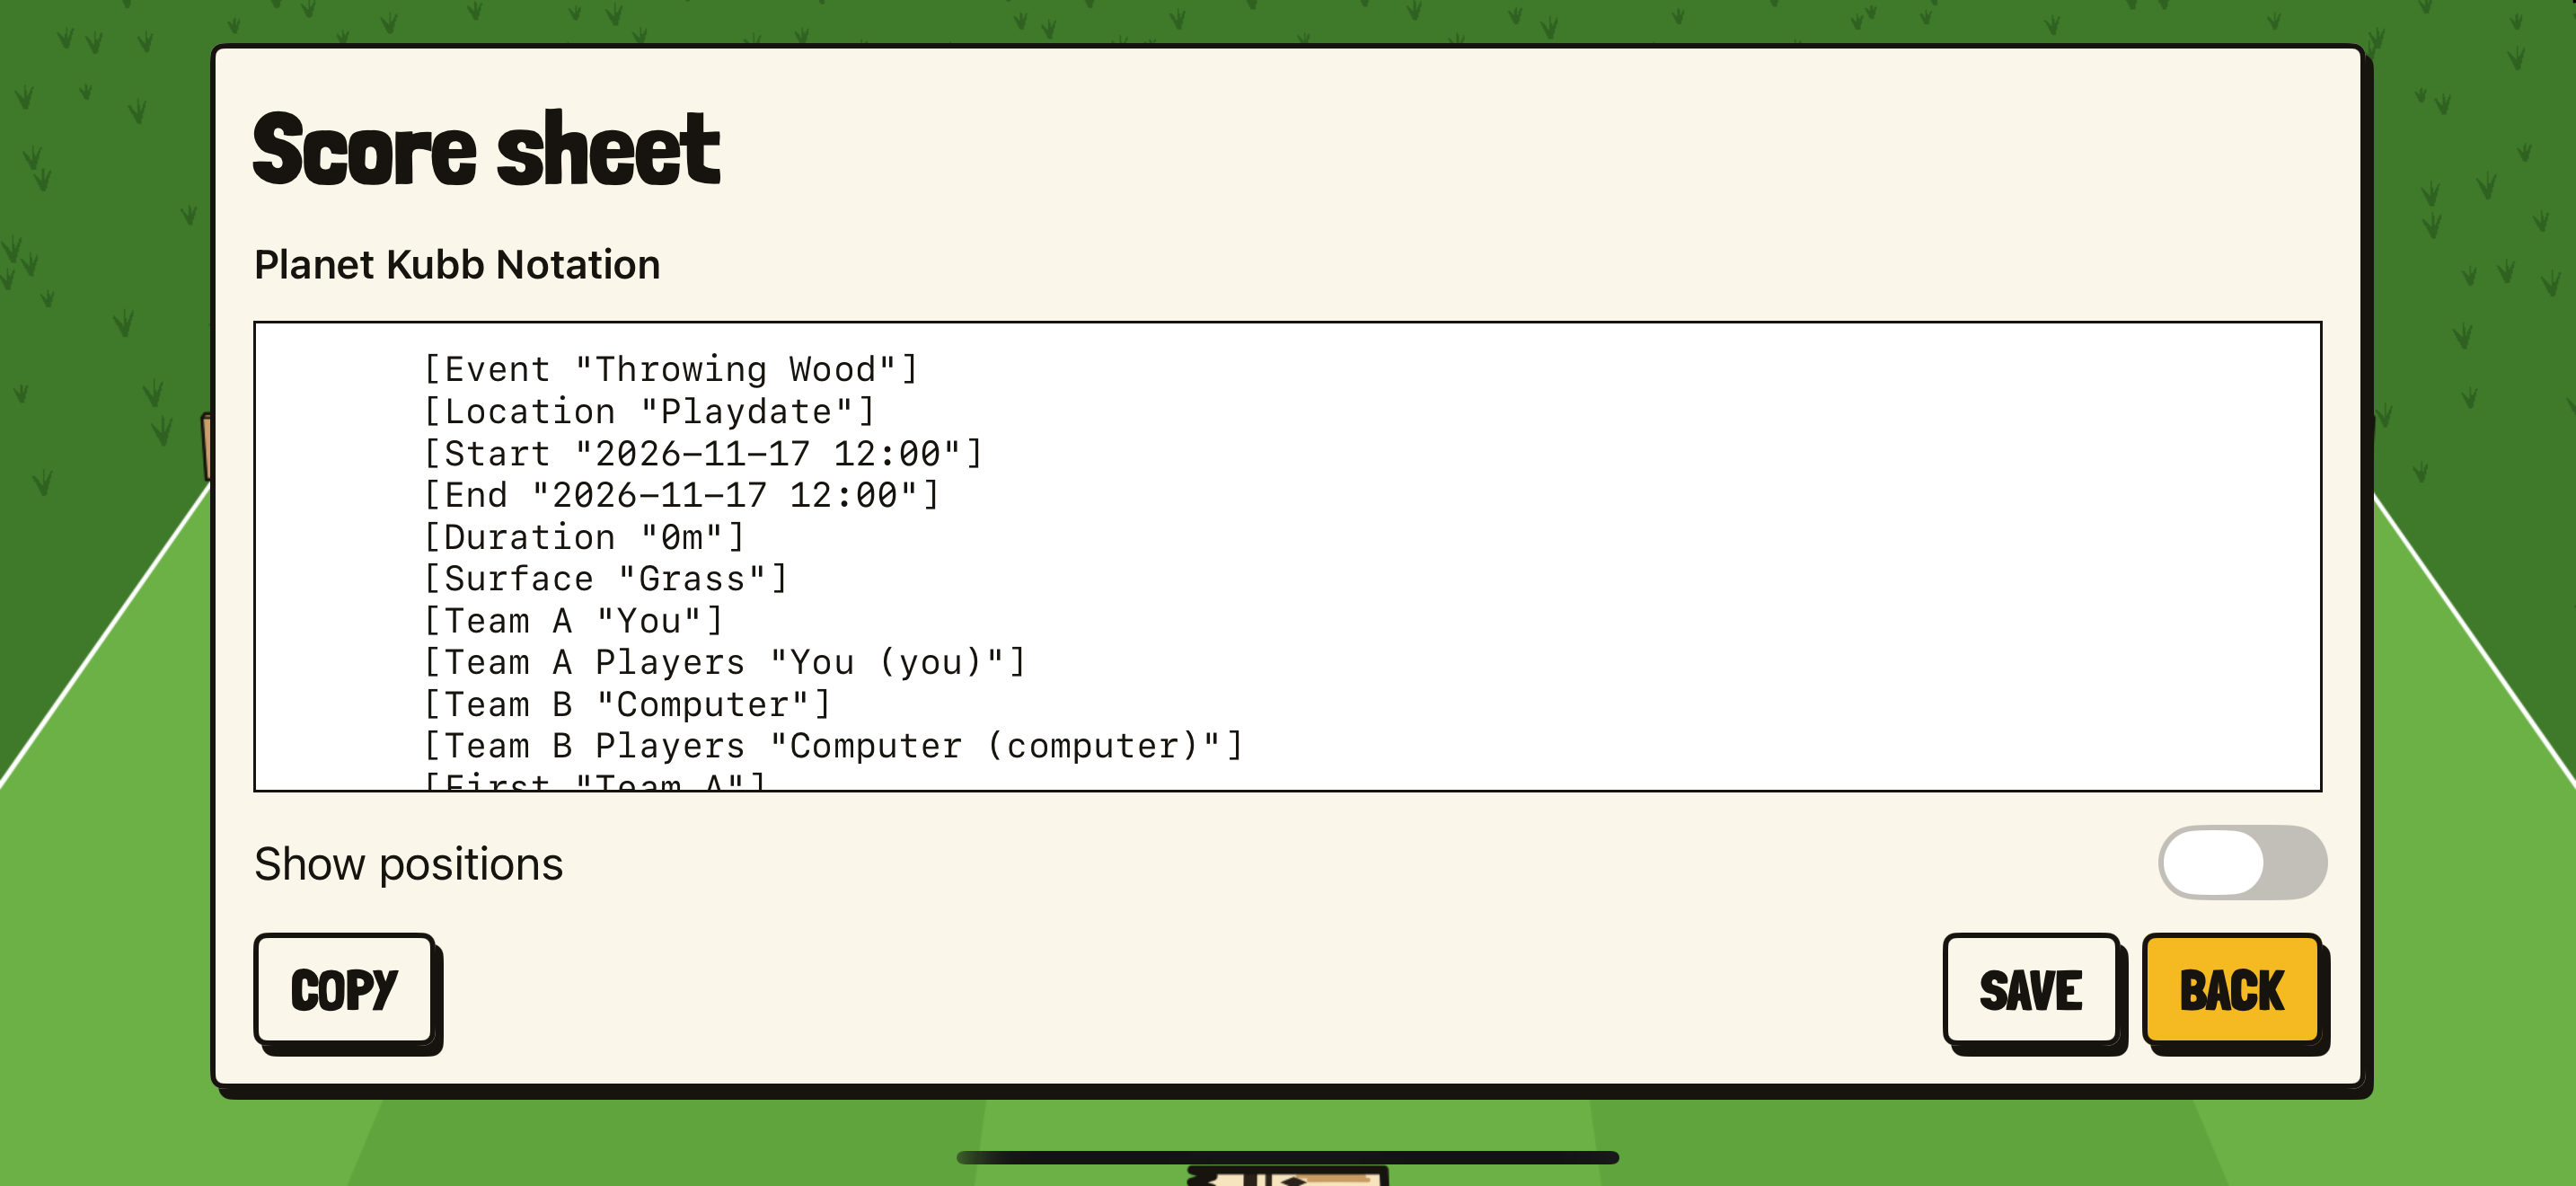 Score sheet
Planet Kubb Notation
[Event "Throwing Wood"]
[Location "Playdate"]
[Start "2026-11-17 12:00"]
[End "2026-11-17 12:00"]
[Duration "0m"]
[Surface "Grass"]
[Team A "You"]
[Team A Players "You (you)"]
[Team B "Computer"]
[Team B Players "Computer (computer)"]
[First "Team A"]
Show positions
COPY
SAVE
BACK